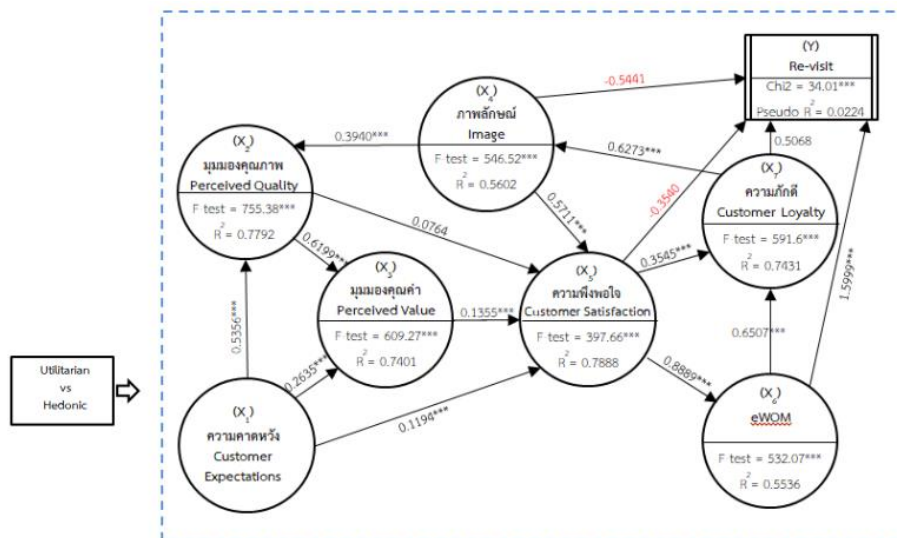 (Y)
Re-visit
Chi2 = 34.01***
Pseudo R² = 0.0224
(X₄)
ภาพลักษณ์
Image
F test = 546.52***
R² = 0.5602
-0.5441
0.3940***
0.6273***
0.5068
(X₂)
มุมมองคุณภาพ
Perceived Quality
F test = 755.38***
R² = 0.7792
(X₇)
ความภักดี
Customer Loyalty
F test = 591.6***
R² = 0.7431
0.0764
0.5711***
-0.3540
0.6199***
0.3545***
(X₃)
มุมมองคุณค่า
Perceived Value
F test = 609.27***
R² = 0.7401
0.1355***
(X₅)
ความพึงพอใจ
Customer Satisfaction
F test = 397.66***
R² = 0.7888
1.5999***
0.5356***
0.2635***
0.1194***
0.8889***
0.6507***
Utilitarian
vs
Hedonic
(X₁)
ความคาดหวัง
Customer
Expectations
(X₆)
eWOM
F test = 532.07***
R² = 0.5536